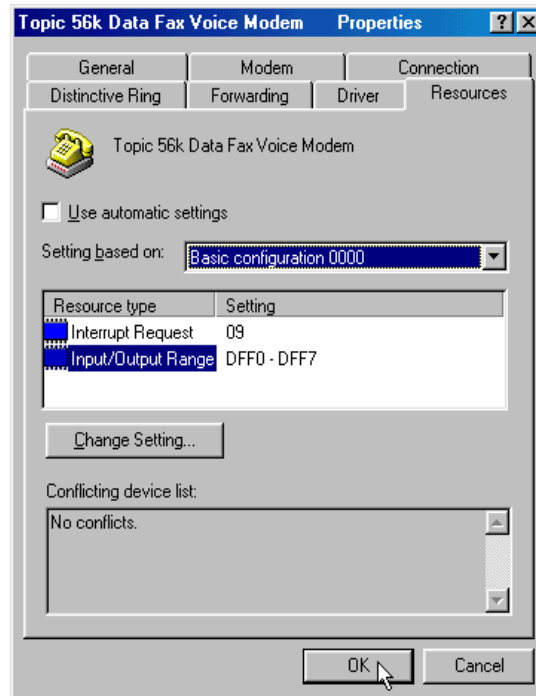 Topic 56k Data Fax Voice Modem Properties ? ×
General Modem Connection
Distinctive Ring Forwarding Driver Resources
Topic 56k Data Fax Voice Modem
Use automatic settings
Setting based on: Basic configuration 0000
Resource type Setting
Interrupt Request 09
Input/Output Range DFF0 - DFF7
Change Setting...
Conflicting device list:
No conflicts.
OK Cancel